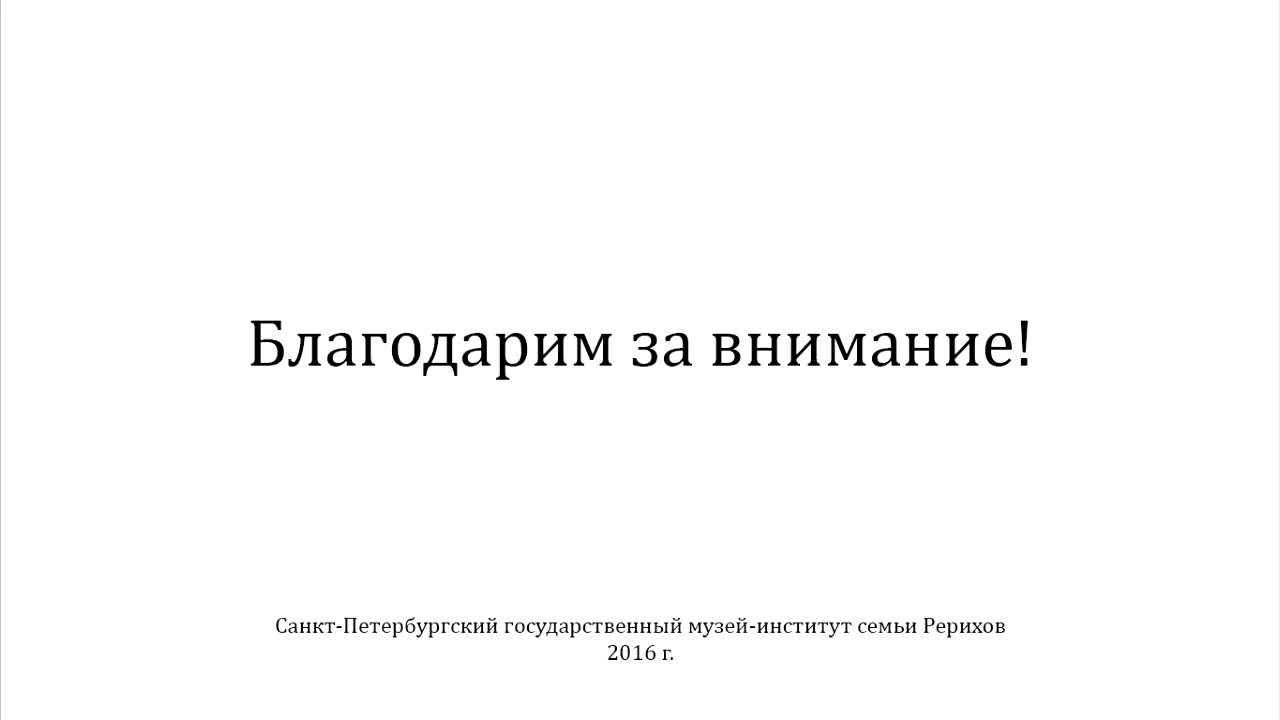 Благодарим за внимание!
Санкт-Петербургский государственный музей-институт семьи Рерихов
2016 г.